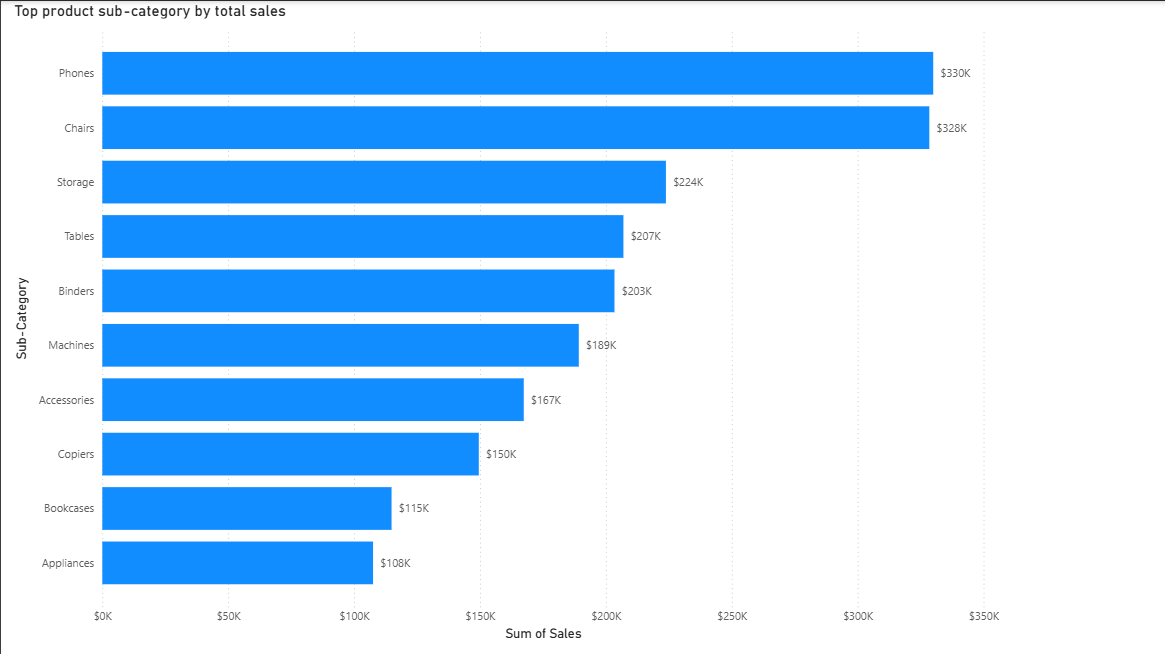 Top product sub-category by total sales
Sub-Category
Phones $330K
Chairs $328K
Storage $224K
Tables $207K
Binders $203K
Machines $189K
Accessories $167K
Copiers $150K
Bookcases $115K
Appliances $108K
$0K $50K $100K $150K $200K $250K $300K $350K
Sum of Sales